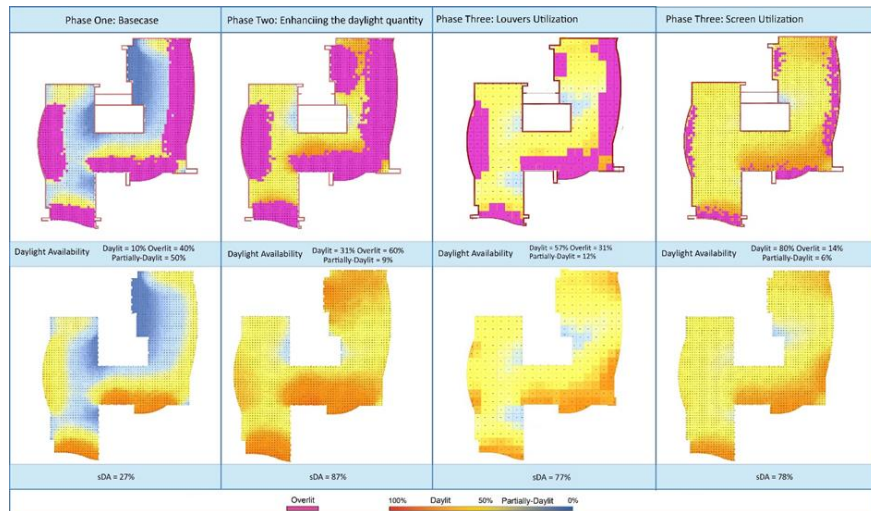 Phase One: Basecase
Phase Two: Enhanciing the daylight quantity
Phase Three: Louvers Utilization
Phase Three: Screen Utilization
Daylight Availability
Daylit = 10% Overlit = 40%
Partially-Daylit = 50%
Daylight Availability
Daylit = 31% Overlit = 60%
Partially-Daylit = 9%
Daylight Availability
Daylit = 57% Overlit = 31%
Partially-Daylit = 12%
Daylight Availability
Daylit = 80% Overlit = 14%
Partially-Daylit = 6%
sDA = 27%
sDA = 87%
sDA = 77%
sDA = 78%
Overlit
100% Daylit 50% Partially-Daylit 0%